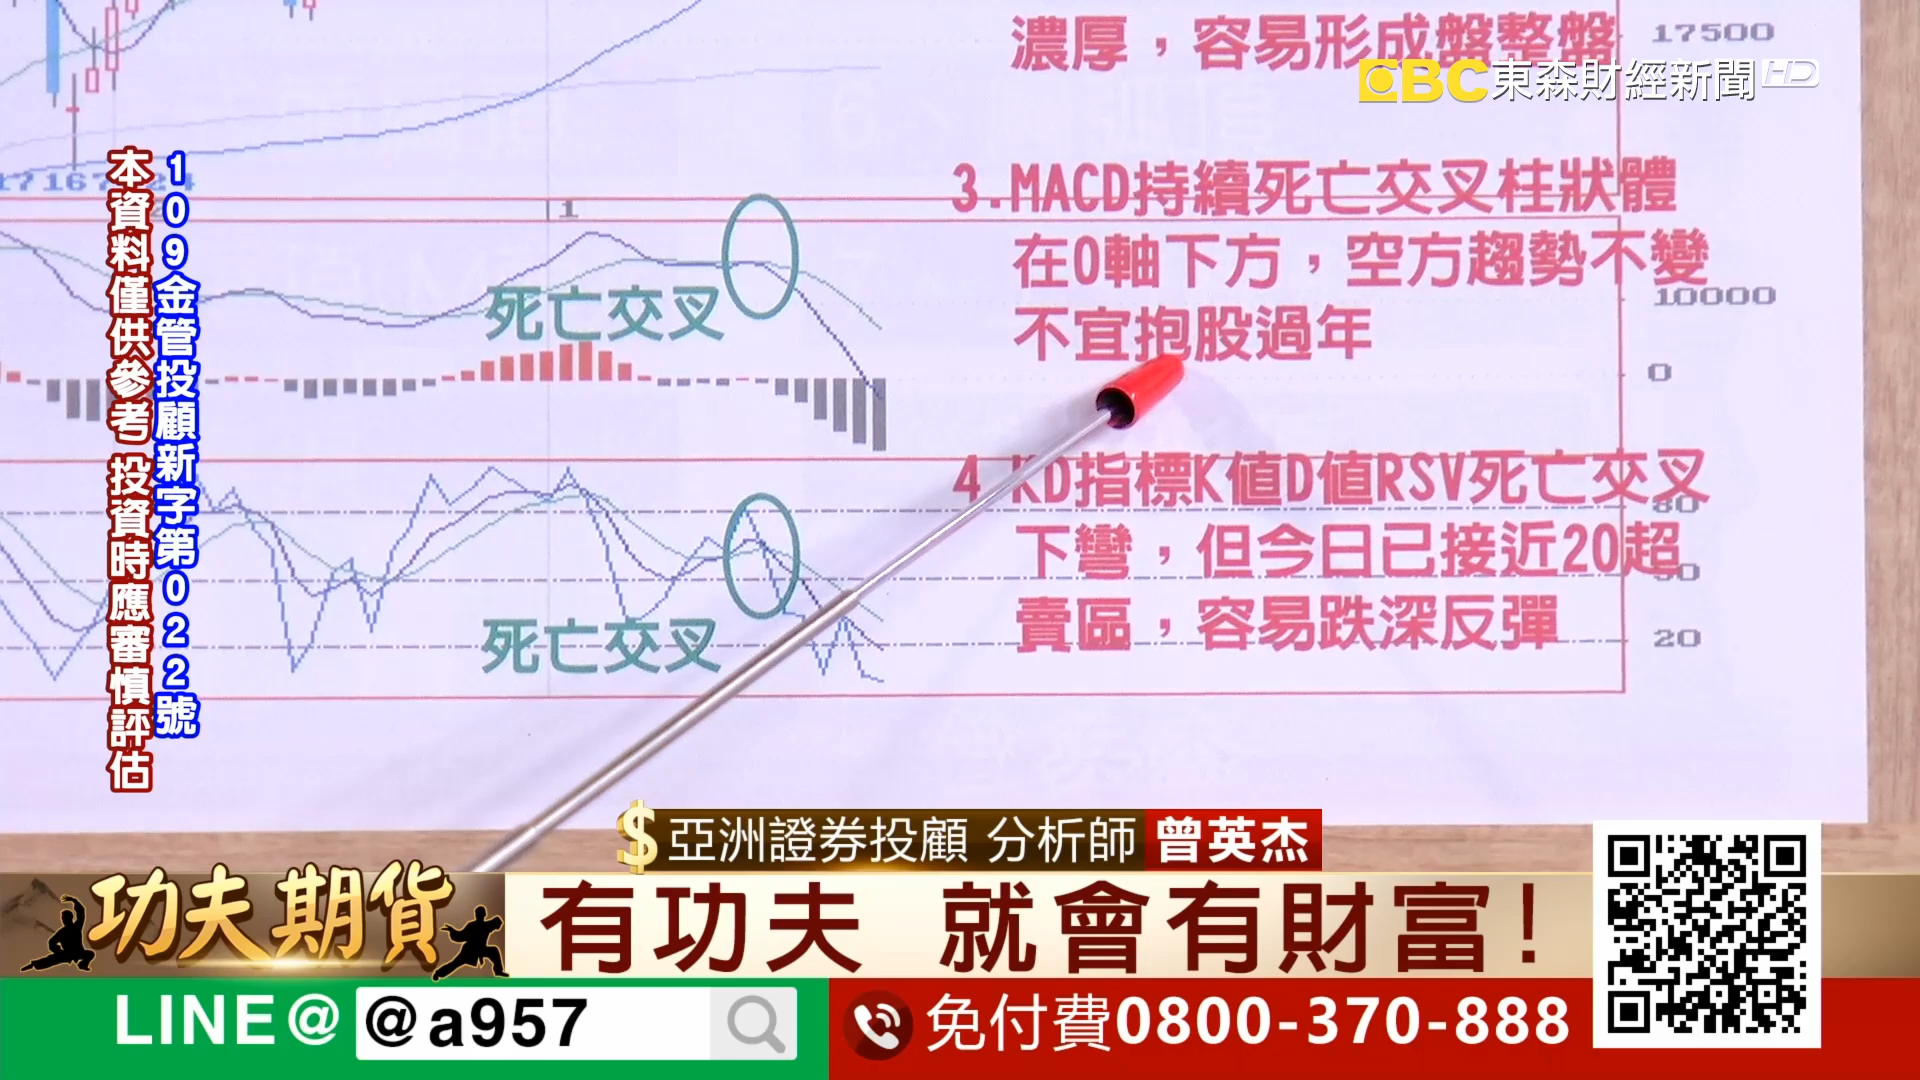 濃厚，容易形成盤整盤
17500
EBC東森財經新聞HD
109金管投顧新字第022號
本資料僅供參考 投資時應審慎評估
3.MACD持續死亡交叉柱狀體
在0軸下方，空方趨勢不變
不宜抱股過年
1
10000
0
死亡交叉
4 KD指標K值D值RSV死亡交叉
下彎，但今日已接近20超
賣區，容易跌深反彈
80
50
20
死亡交叉
$亞洲證券投顧 分析師 曾英杰
功夫期貨
有功夫 就會有財富!
LINE@ @a957
免付費0800-370-888